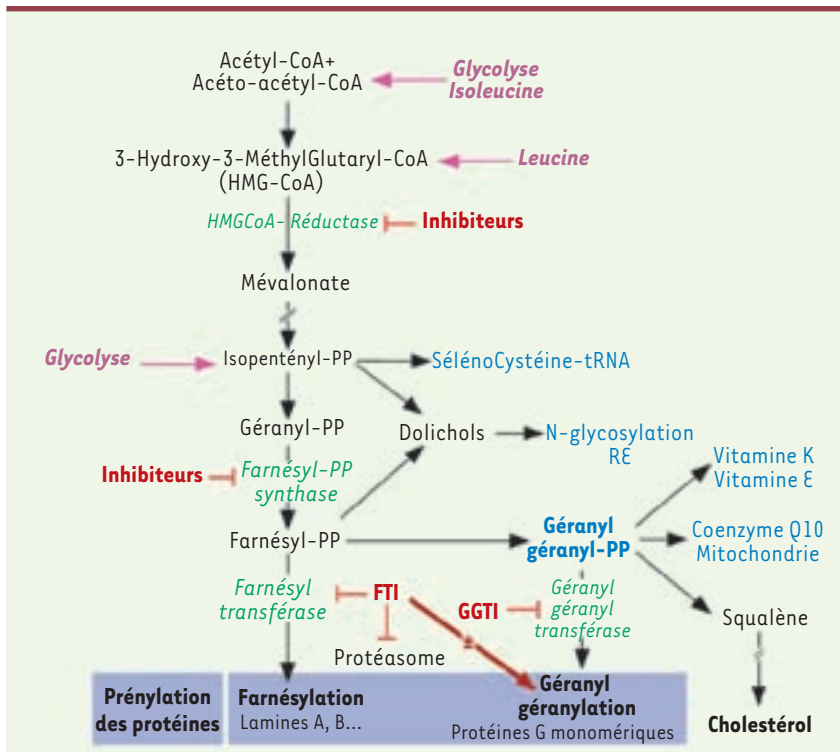 Acétyl-CoA+
Acéto-acétyl-CoA
Glycolyse
Isoleucine
3-Hydroxy-3-MéthylGlutaryl-CoA
(HMG-CoA)
Leucine
HMGCoA- Réductase
Inhibiteurs
Mévalonate
Glycolyse
Isopentényl-PP
SélénoCystéine-tRNA
Géranyl-PP
Dolichols
N-glycosylation
RE
Inhibiteurs
Farnésyl-PP
synthase
Vitamine K
Vitamine E
Farnésyl-PP
Géranyl
géranyl-PP
Coenzyme Q10
Mitochondrie
Farnésyl
transférase
FTI
GGTI
Géranyl
géranyl
transférase
Squalène
Protéasome
Prénylation
des protéines
Farnésylation
Lamines A, B...
Géranyl
géranylation
Protéines G monomériques
Cholestérol